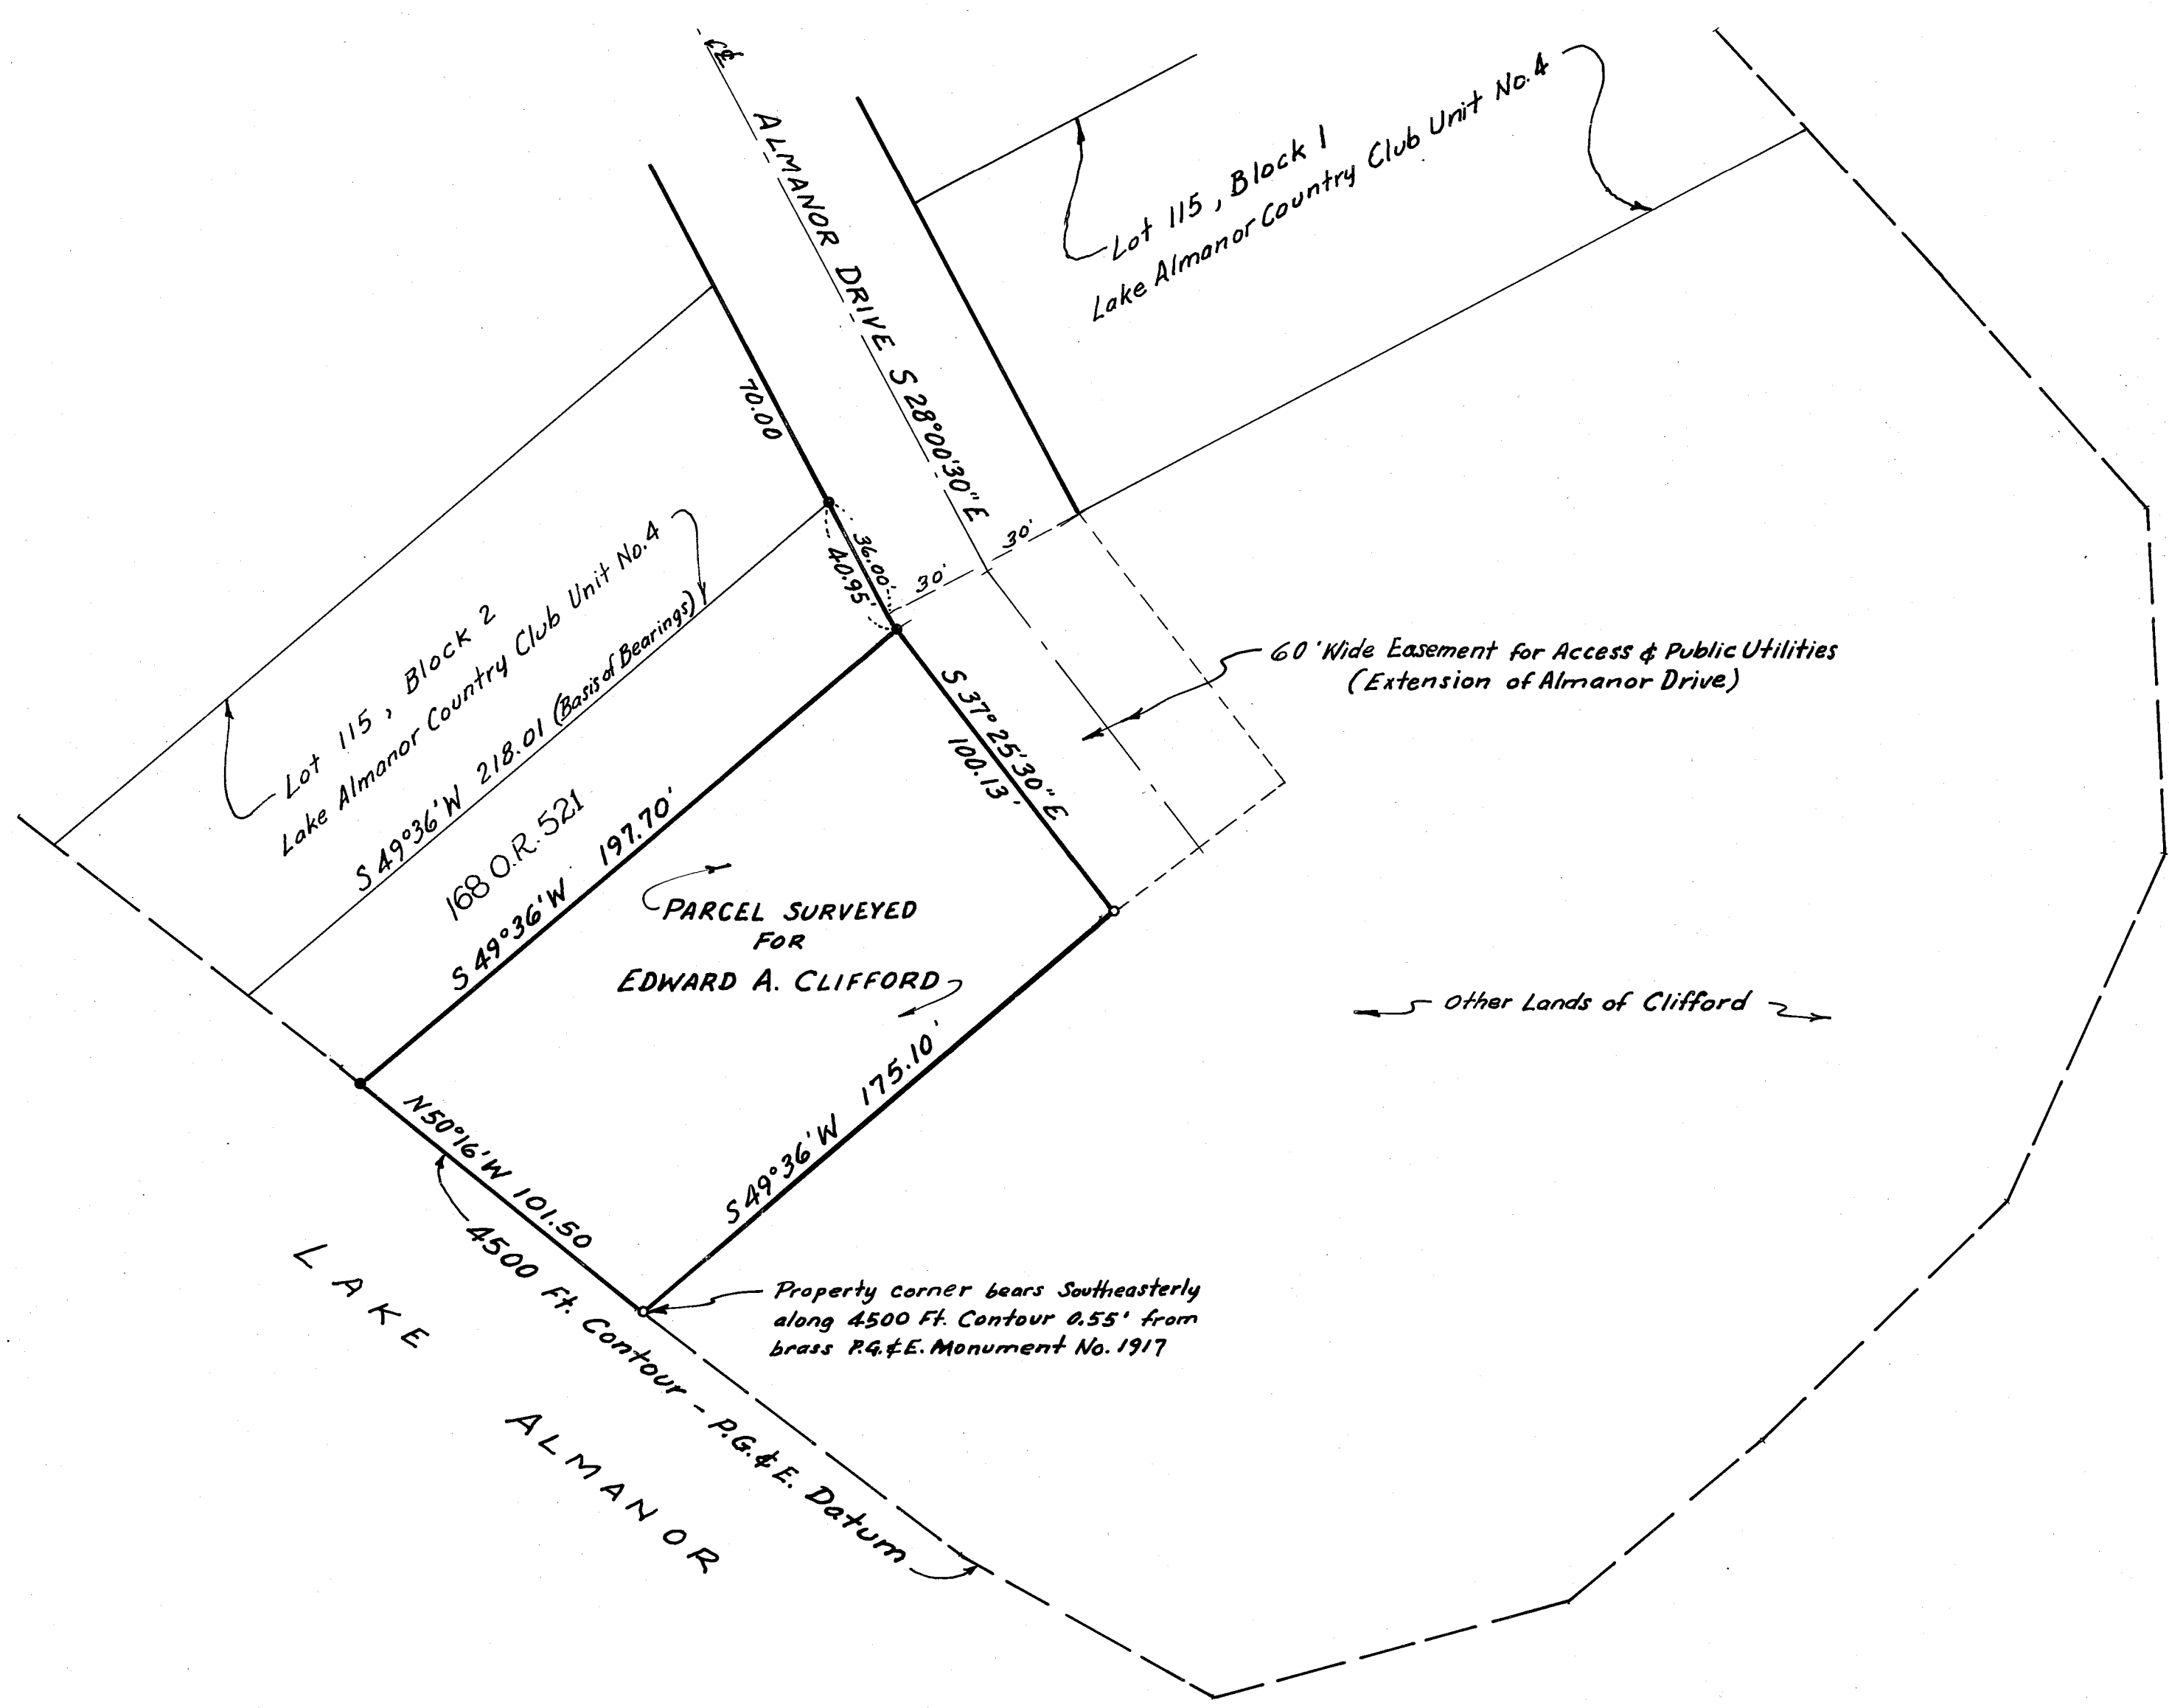 ℄
ALMANOR DRIVE S 28°00'30" E
Lot 115, Block 1
Lake Almanor Country Club Unit No. 4
70.00
36.00'
40.95'
30'
30'
Lot 115, Block 2
Lake Almanor Country Club Unit No. 4
S 49°36'W 218.01 (Basis of Bearings)
168 O.R. 521
S 49°36'W 197.70'
60' Wide Easement for Access & Public Utilities
(Extension of Almanor Drive)
S 37°25'30" E
100.13'
PARCEL SURVEYED
FOR
EDWARD A. CLIFFORD
Other Lands of Clifford
S 49°36'W 175.10'
N50°16'W 101.50
4500 Ft. Contour - P.G.&E. Datum
Property corner bears Southeasterly
along 4500 Ft. Contour 0.55' from
brass P.G.&E. Monument No. 1917
LAKE
ALMANOR